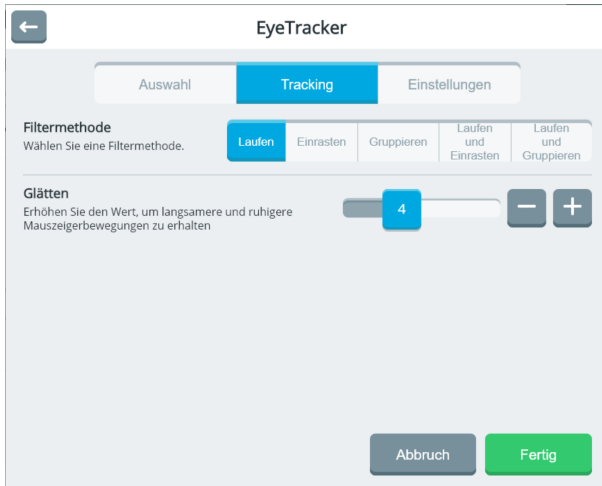 EyeTracker
Auswahl
Tracking
Einstellungen
Filtermethode
Wählen Sie eine Filtermethode.
Laufen
Einrasten
Gruppieren
Laufen
und
Einrasten
Laufen
und
Gruppieren
Glätten
Erhöhen Sie den Wert, um langsamere und ruhigere
Mauszeigerbewegungen zu erhalten
4
Abbruch
Fertig